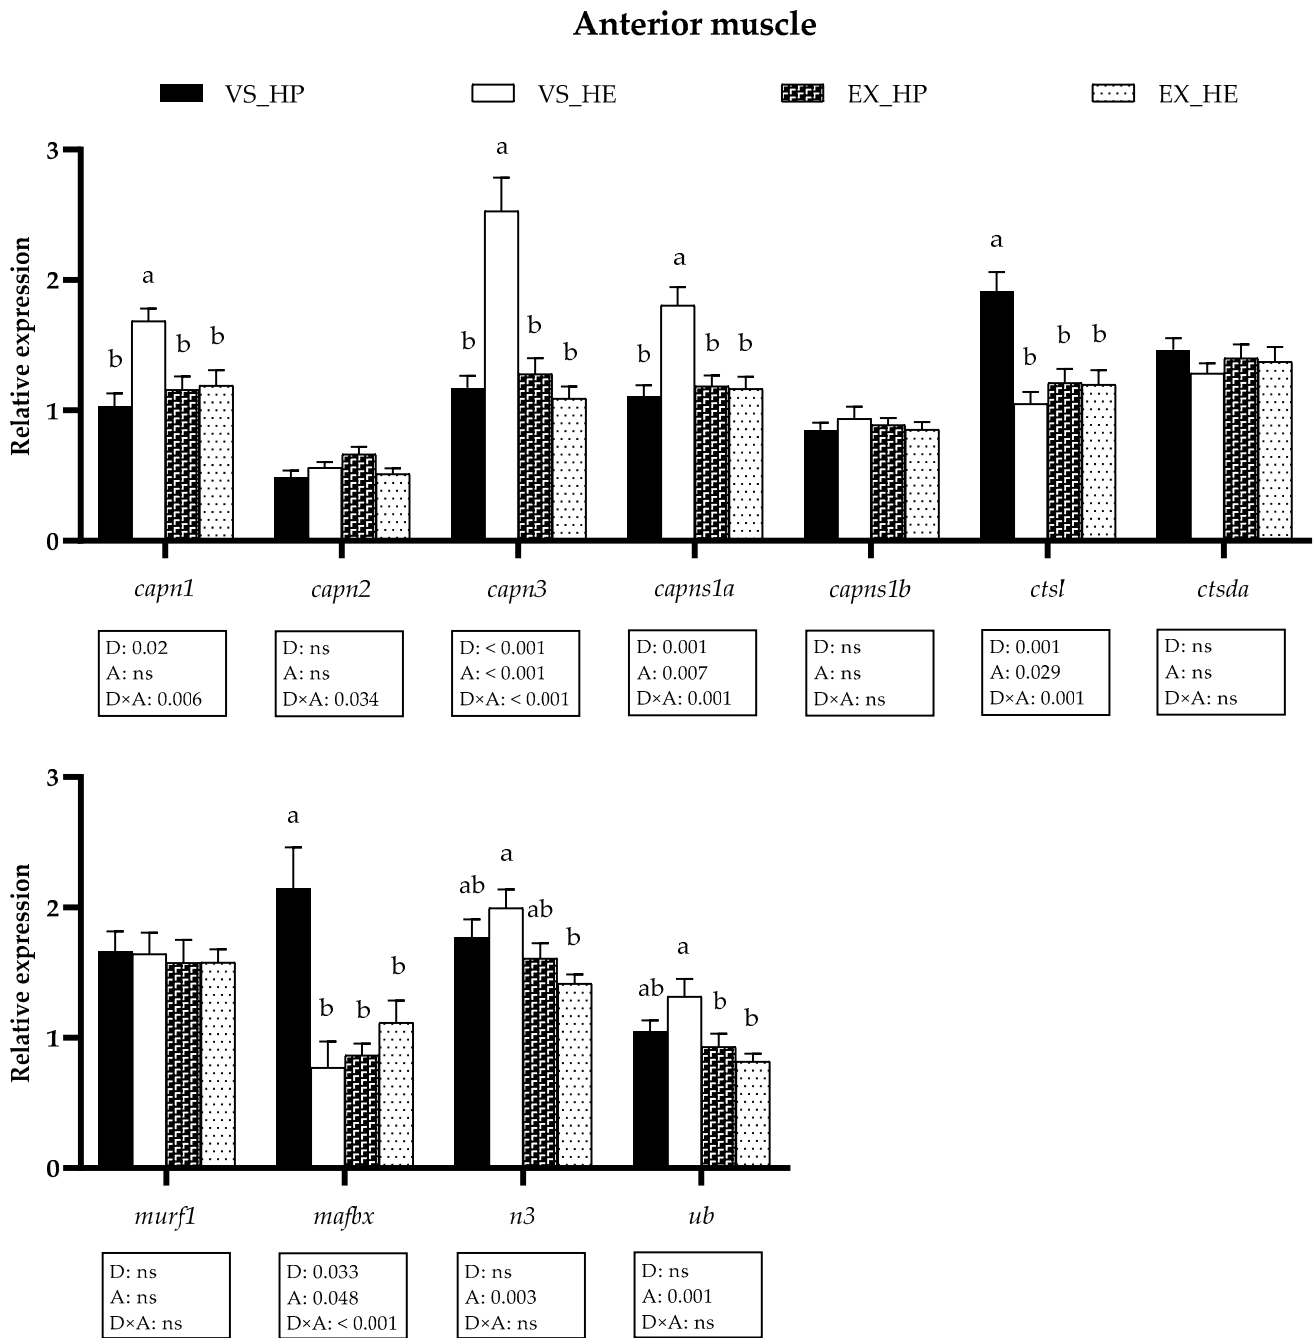 Anterior muscle
VS_HP VS_HE EX_HP EX_HE
Relative expression
3
2
1
0
a
b
b
b
a
b
b
b
a
b
b
b
a
b
b
b
capn1 capn2 capn3 capns1a capns1b ctsl ctsda
D: 0.02
A: ns
D×A: 0.006
D: ns
A: ns
D×A: 0.034
D: < 0.001
A: < 0.001
D×A: < 0.001
D: 0.001
A: 0.007
D×A: 0.001
D: ns
A: ns
D×A: ns
D: 0.001
A: 0.029
D×A: 0.001
D: ns
A: ns
D×A: ns
Relative expression
3
2
1
0
a
b
b
b
ab
a
ab
b
ab
a
b
b
murf1 mafbx n3 ub
D: ns
A: ns
D×A: ns
D: 0.033
A: 0.048
D×A: < 0.001
D: ns
A: 0.003
D×A: ns
D: ns
A: 0.001
D×A: ns